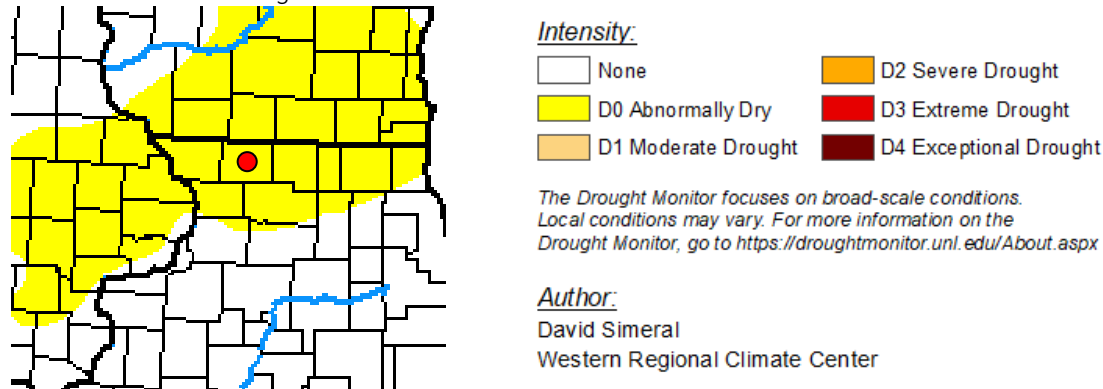 Intensity:
None
D0 Abnormally Dry
D1 Moderate Drought
D2 Severe Drought
D3 Extreme Drought
D4 Exceptional Drought
The Drought Monitor focuses on broad-scale conditions.
Local conditions may vary. For more information on the
Drought Monitor, go to https://droughtmonitor.unl.edu/About.aspx
Author:
David Simeral
Western Regional Climate Center